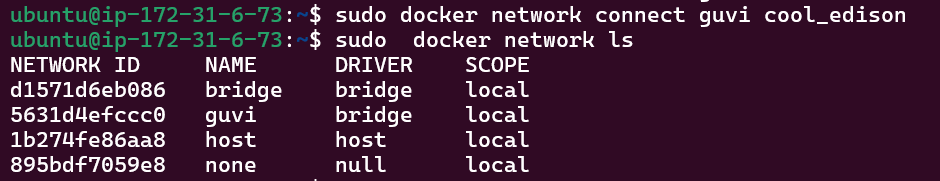 ubuntu@ip-172-31-6-73:~$ sudo docker network connect guvi cool_edison
ubuntu@ip-172-31-6-73:~$ sudo  docker network ls
NETWORK ID     NAME      DRIVER    SCOPE
d1571d6eb086   bridge    bridge    local
5631d4efccc0   guvi      bridge    local
1b274fe86aa8   host      host      local
895bdf7059e8   none      null      local